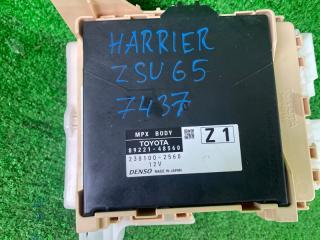 HARRIER
ZSU65
7437
MPX BODY
TOYOTA
89221-48560
238100-2560
12V
DENSO MADE IN JAPAN
Z1